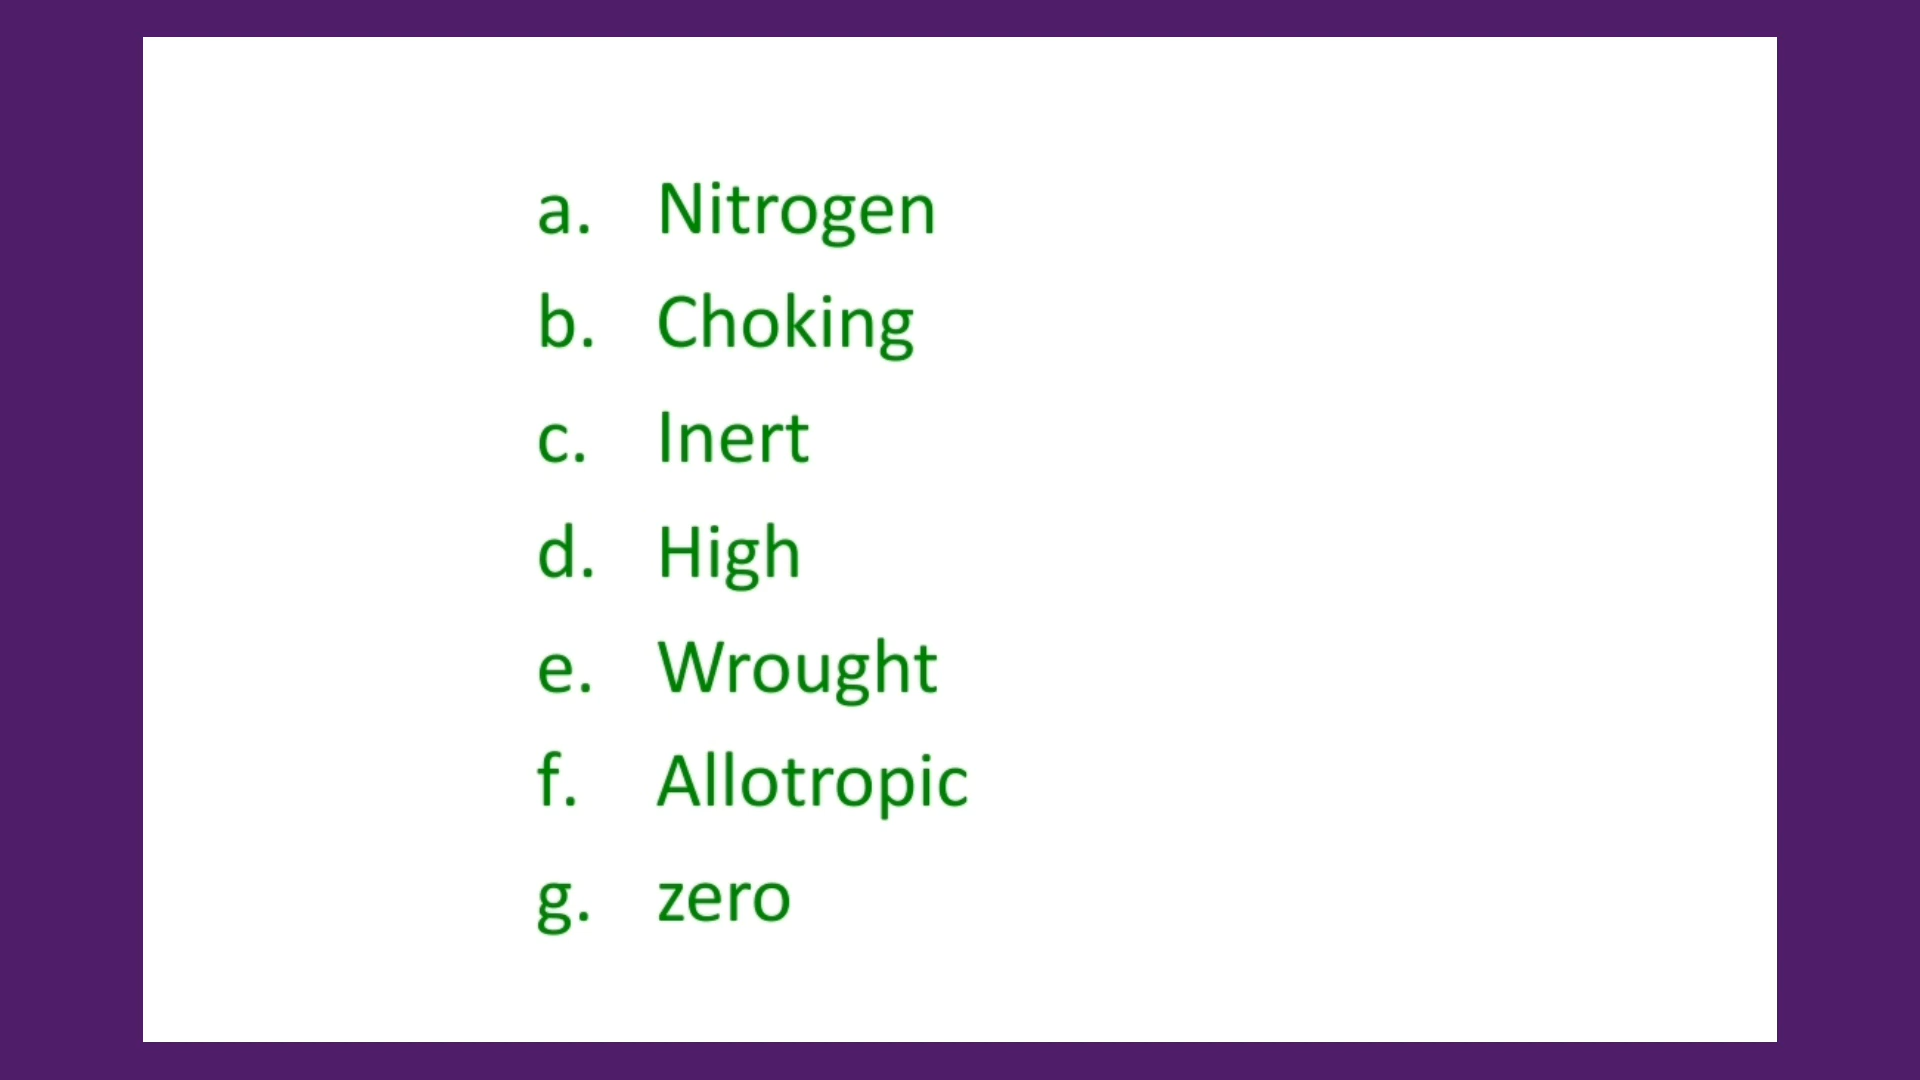 a. Nitrogen
b. Choking
c. Inert
d. High
e. Wrought
f. Allotropic
g. zero